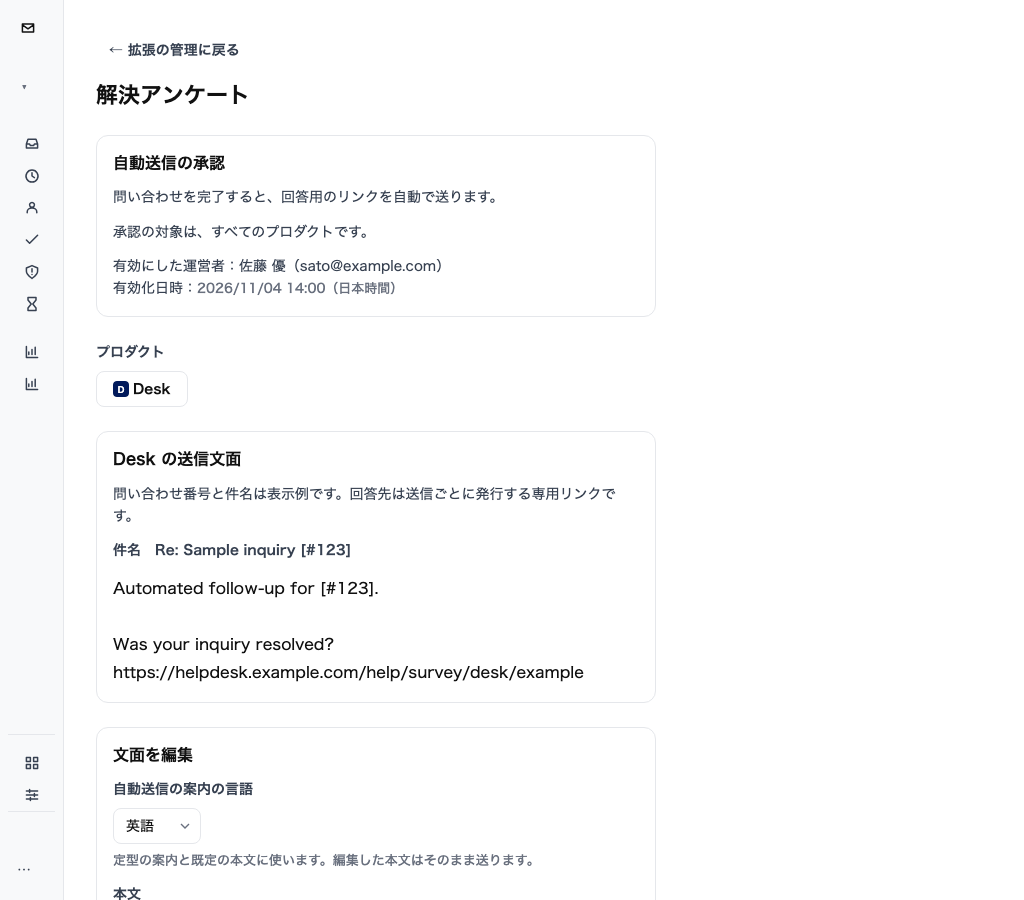 ← 拡張の管理に戻る
解決アンケート
自動送信の承認
問い合わせを完了すると、回答用のリンクを自動で送ります。
承認の対象は、すべてのプロダクトです。
有効にした運営者：佐藤 優（sato@example.com）
有効化日時：2026/11/04 14:00（日本時間）
プロダクト
D Desk
Desk の送信文面
問い合わせ番号と件名は表示例です。回答先は送信ごとに発行する専用リンクで
す。
件名 Re: Sample inquiry [#123]
Automated follow-up for [#123].
Was your inquiry resolved?
https://helpdesk.example.com/help/survey/desk/example
文面を編集
自動送信の案内の言語
英語
定型の案内と既定の本文に使います。編集した本文はそのまま送ります。
本文